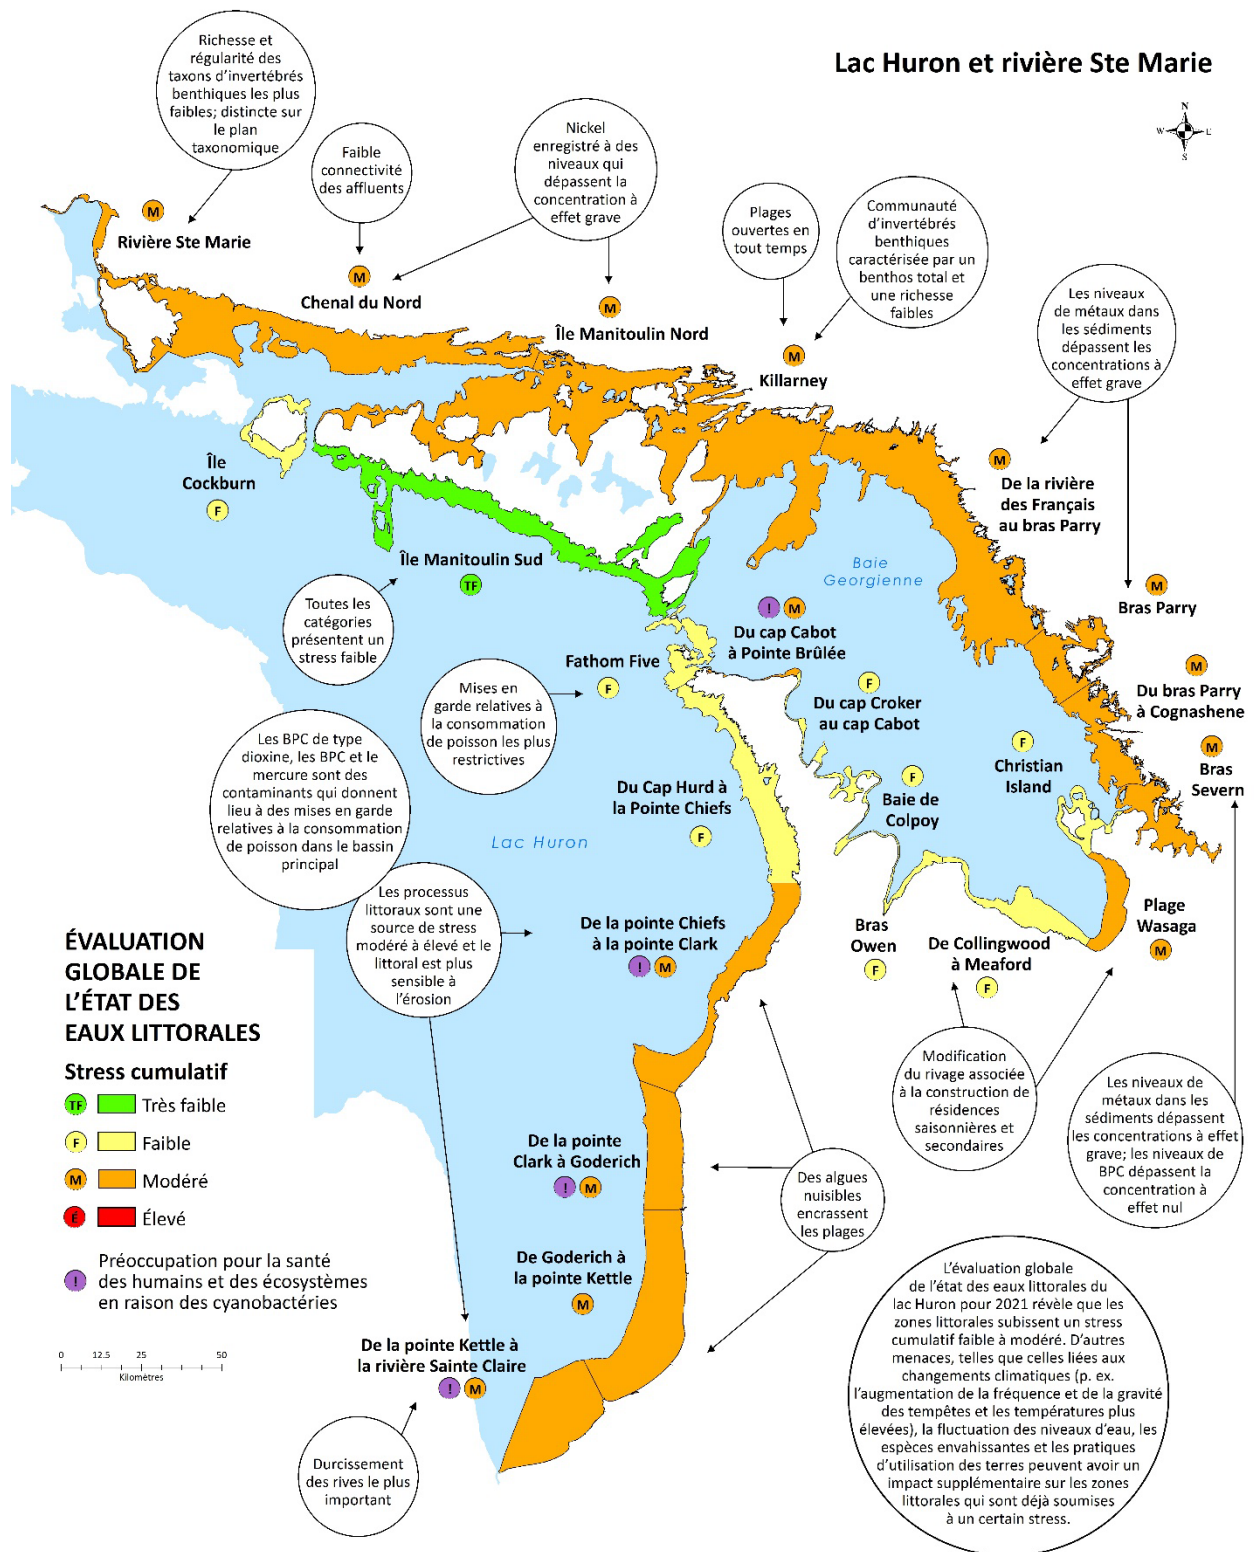 Lac Huron et rivière Ste Marie
N
W
E
S
Richesse et
régularité des
taxons d'invertébrés
benthiques les plus
faibles; distincte sur
le plan
taxonomique
Faible
connectivité
des affluents
Nickel
enregistré à des
niveaux qui
dépassent la
concentration à
effet grave
Plages
ouvertes en
tout temps
Communauté
d'invertébrés
benthiques
caractérisée par un
benthos total et
une richesse
faibles
Les niveaux
de métaux dans
les sédiments
dépassent les
concentrations à
effet grave
M
Rivière Ste Marie
M
Chenal du Nord
M
Île Manitoulin Nord
M
Killarney
M
De la rivière
des Français
au bras Parry
Île
Cockburn
F
Île Manitoulin Sud
TF
Baie
Georgienne
M
Bras Parry
Toutes les
catégories
présentent un
stress faible
! M
Du cap Cabot
à Pointe Brûlée
Fathom Five
F
Mises en
garde relatives à
la consommation
de poisson les plus
restrictives
F
Du cap Croker
au cap Cabot
M
Du bras Parry
à Cognashene
F
Christian
Island
M
Bras
Severn
Les BPC de type
dioxine, les BPC et le
mercure sont des
contaminants qui donnent
lieu à des mises en garde
relatives à la consommation
de poisson dans le bassin
principal
Du Cap Hurd à
la Pointe Chiefs
F
F
Baie de
Colpoy
Lac Huron
Les processus
littoraux sont une
source de stress
modéré à élevé et le
littoral est plus
sensible à
l'érosion
De la pointe Chiefs
à la pointe Clark
! M
Bras
Owen
F
De Collingwood
à Meaford
F
Plage
Wasaga
M
ÉVALUATION
GLOBALE DE
L'ÉTAT DES
EAUX LITTORALES
Stress cumulatif
TF Très faible
F Faible
M Modéré
É Élevé
! Préoccupation pour la santé
des humains et des écosystèmes
en raison des cyanobactéries
0 12.5 25 50
Kilomètres
Modification
du rivage associée
à la construction de
résidences
saisonnières et
secondaires
Les niveaux de
métaux dans les
sédiments dépassent
les concentrations à effet
grave; les niveaux de
BPC dépassent la
concentration à
effet nul
De la pointe
Clark à Goderich
! M
Des algues
nuisibles
encrassent
les plages
De Goderich à
la pointe Kettle
M
De la pointe Kettle à
la rivière Sainte Claire
! M
Durcissement
des rives le plus
important
L'évaluation globale
de l'état des eaux littorales du
lac Huron pour 2021 révèle que les
zones littorales subissent un stress
cumulatif faible à modéré. D'autres
menaces, telles que celles liées aux
changements climatiques (p. ex.
l'augmentation de la fréquence et de la gravité
des tempêtes et les températures plus
élevées), la fluctuation des niveaux d'eau, les
espèces envahissantes et les pratiques
d'utilisation des terres peuvent avoir un
impact supplémentaire sur les zones
littorales qui sont déjà soumises
à un certain stress.